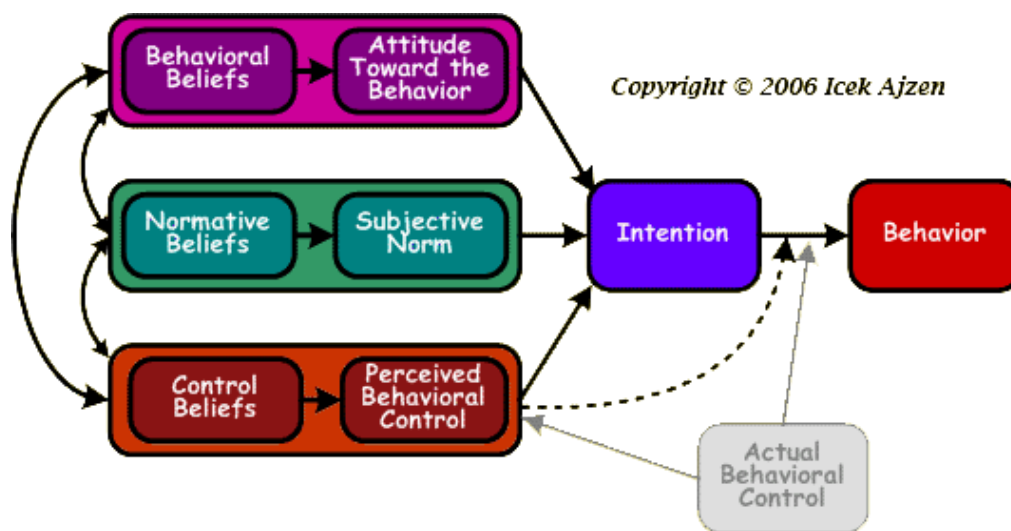 Behavioral
Beliefs
Attitude
Toward the
Behavior
Copyright © 2006 Icek Ajzen
Normative
Beliefs
Subjective
Norm
Intention
Behavior
Control
Beliefs
Perceived
Behavioral
Control
Actual
Behavioral
Control